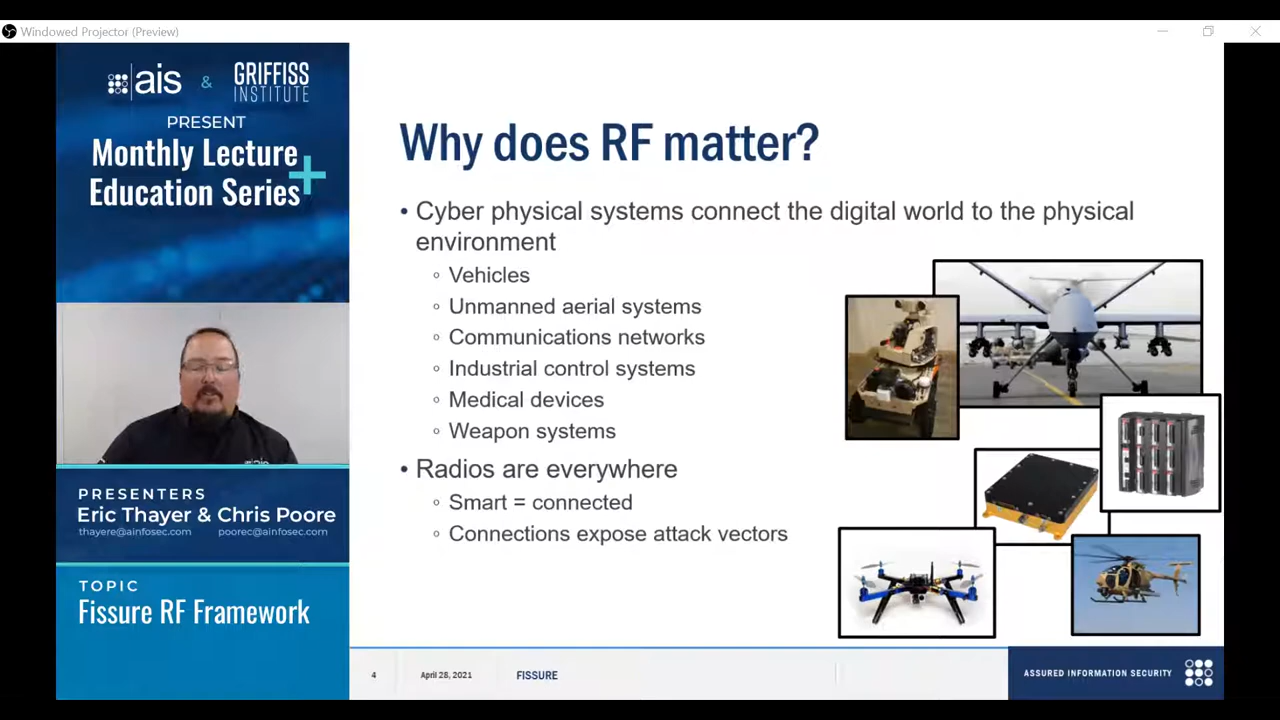 Windowed Projector (Preview)
ais & GRIFFISS INSTITUTE
PRESENT
Monthly Lecture
Education Series+
PRESENTERS
Eric Thayer & Chris Poore
thayere@ainfosec.com poorec@ainfosec.com
TOPIC
Fissure RF Framework
Why does RF matter?
• Cyber physical systems connect the digital world to the physical
environment
◦ Vehicles
◦ Unmanned aerial systems
◦ Communications networks
◦ Industrial control systems
◦ Medical devices
◦ Weapon systems
• Radios are everywhere
◦ Smart = connected
◦ Connections expose attack vectors
4 April 28, 2021 FISSURE
ASSURED INFORMATION SECURITY